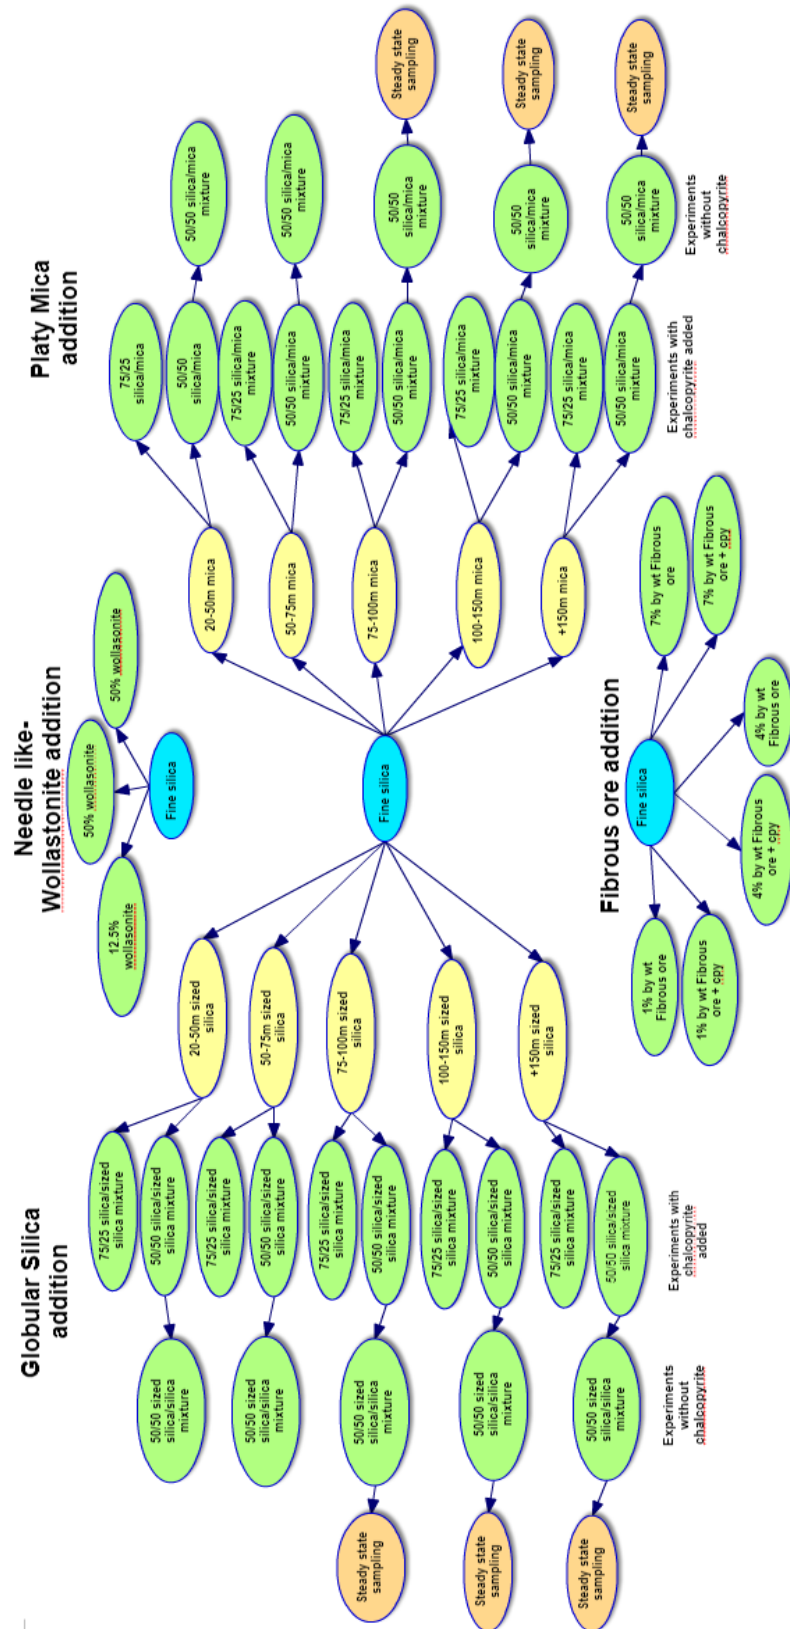 Globular Silica
addition
Needle like-
Wollastonite addition
Platy Mica
addition
12.5%
wollasonite
50% wollasonite
50% wollasonite
Fine silica
75/25 silica/sized
silica mixture
50/50 silica/sized
silica mixture
75/25 silica/sized
silica mixture
50/50 silica/sized
silica mixture
75/25 silica/sized
silica mixture
50/50 silica/sized
silica mixture
75/25 silica/sized
silica mixture
50/50 silica/sized
silica mixture
75/25 silica/sized
silica mixture
50/50 silica/sized
silica mixture
50/50 sized
silica/silica
mixture
50/50 sized
silica/silica
mixture
50/50 sized
silica/silica
mixture
50/50 sized
silica/silica
mixture
50/50 sized
silica/silica
mixture
Steady state
sampling
Steady state
sampling
Steady state
sampling
20-50m sized
silica
50-75m sized
silica
75-100m sized
silica
100-150m sized
silica
+150m sized
silica
Fine silica
20-50m mica
50-75m mica
75-100m mica
100-150m mica
+150m mica
75/25
silica/mica
50/50
silica/mica
75/25 silica/mica
mixture
50/50 silica/mica
mixture
75/25 silica/mica
mixture
50/50 silica/mica
mixture
75/25 silica/mica
mixture
50/50 silica/mica
mixture
75/25 silica/mica
mixture
50/50 silica/mica
mixture
50/50 silica/mica
mixture
50/50 silica/mica
mixture
50/50
silica/mica
mixture
50/50
silica/mica
mixture
50/50
silica/mica
mixture
Steady state
sampling
Steady state
sampling
Steady state
sampling
Experiments
without
chalcopyrite
Experiments with
chalcopyrite
added
Experiments with
chalcopyrite added
Experiments
without
chalcopyrite
Fibrous ore addition
Fine silica
1% by wt
Fibrous ore
1% by wt Fibrous
ore + cpy
4% by wt Fibrous
ore + cpy
4% by wt
Fibrous ore
7% by wt Fibrous
ore
7% by wt Fibrous
ore + cpy